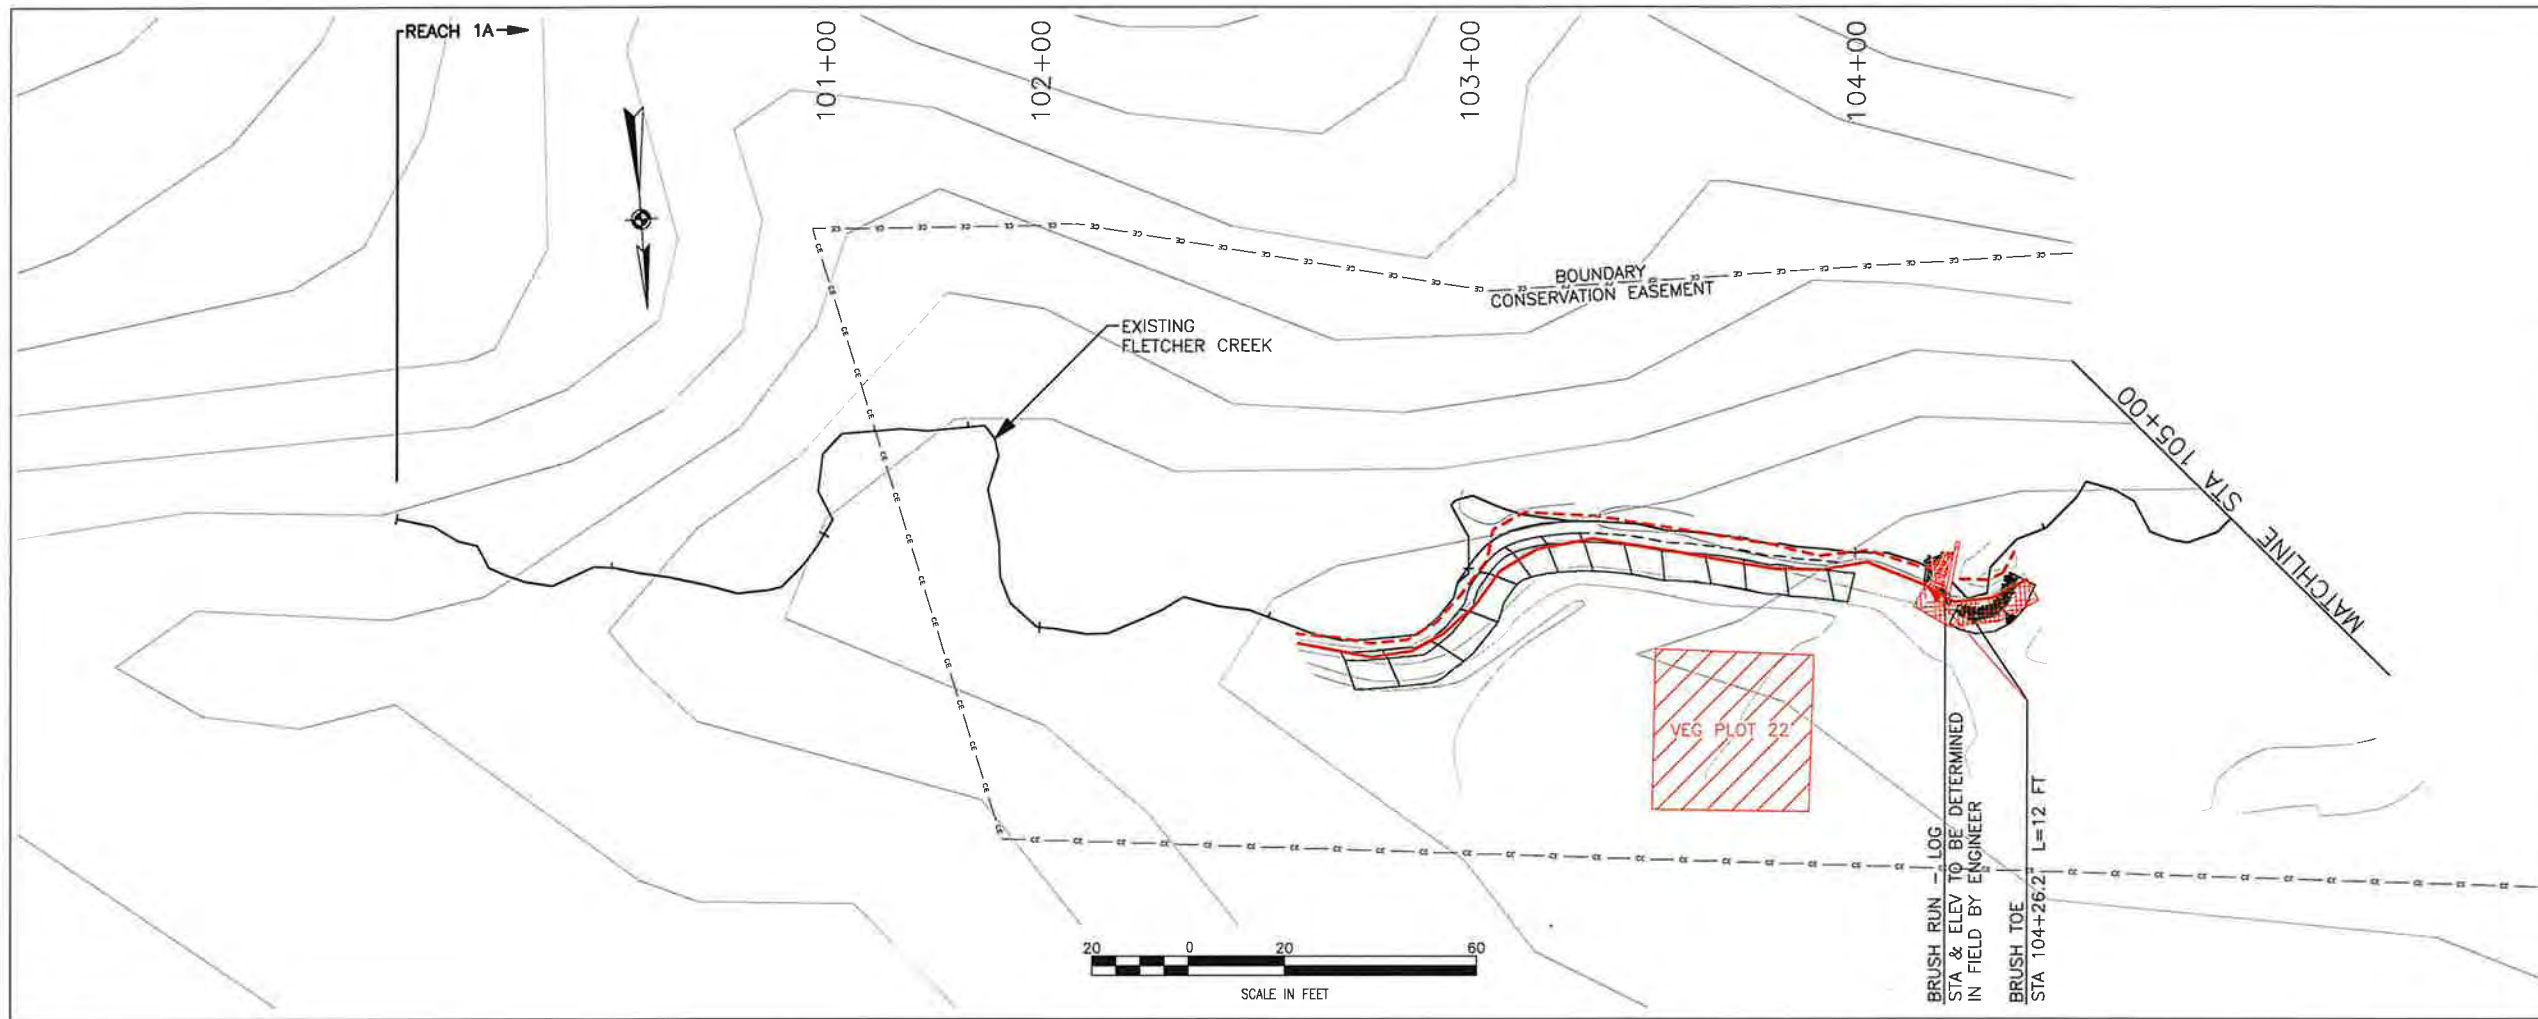 REACH 1A
101+00
102+00
103+00
104+00
BOUNDARY
CONSERVATION EASEMENT
EXISTING
FLETCHER CREEK
MATCHLINE STA 105+00
VEG PLOT 22
BRUSH RUN - LOG
STA & ELEV TO BE DETERMINED
IN FIELD BY ENGINEER
BRUSH TOE
STA 104+26.2 L=12 FT
20 0 20 60
SCALE IN FEET